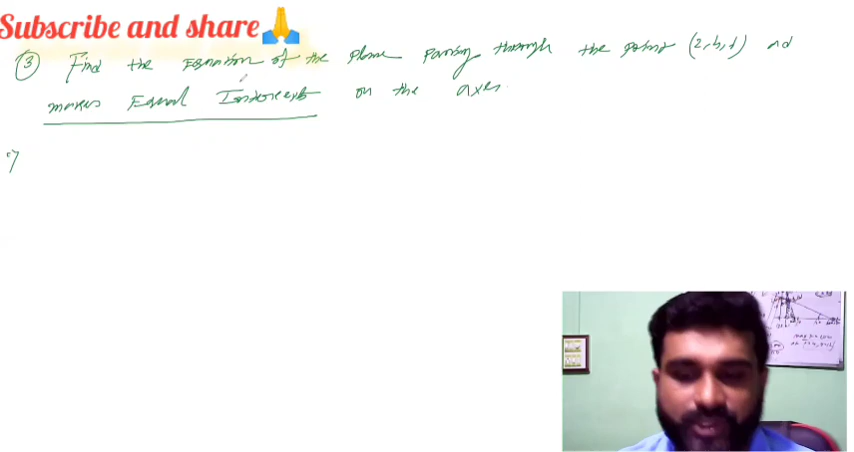 Subscribe and share🙏
③ Find the Equation of the plane passing through the point (2,4,1) and
makes Equal Intercepts on the axes.